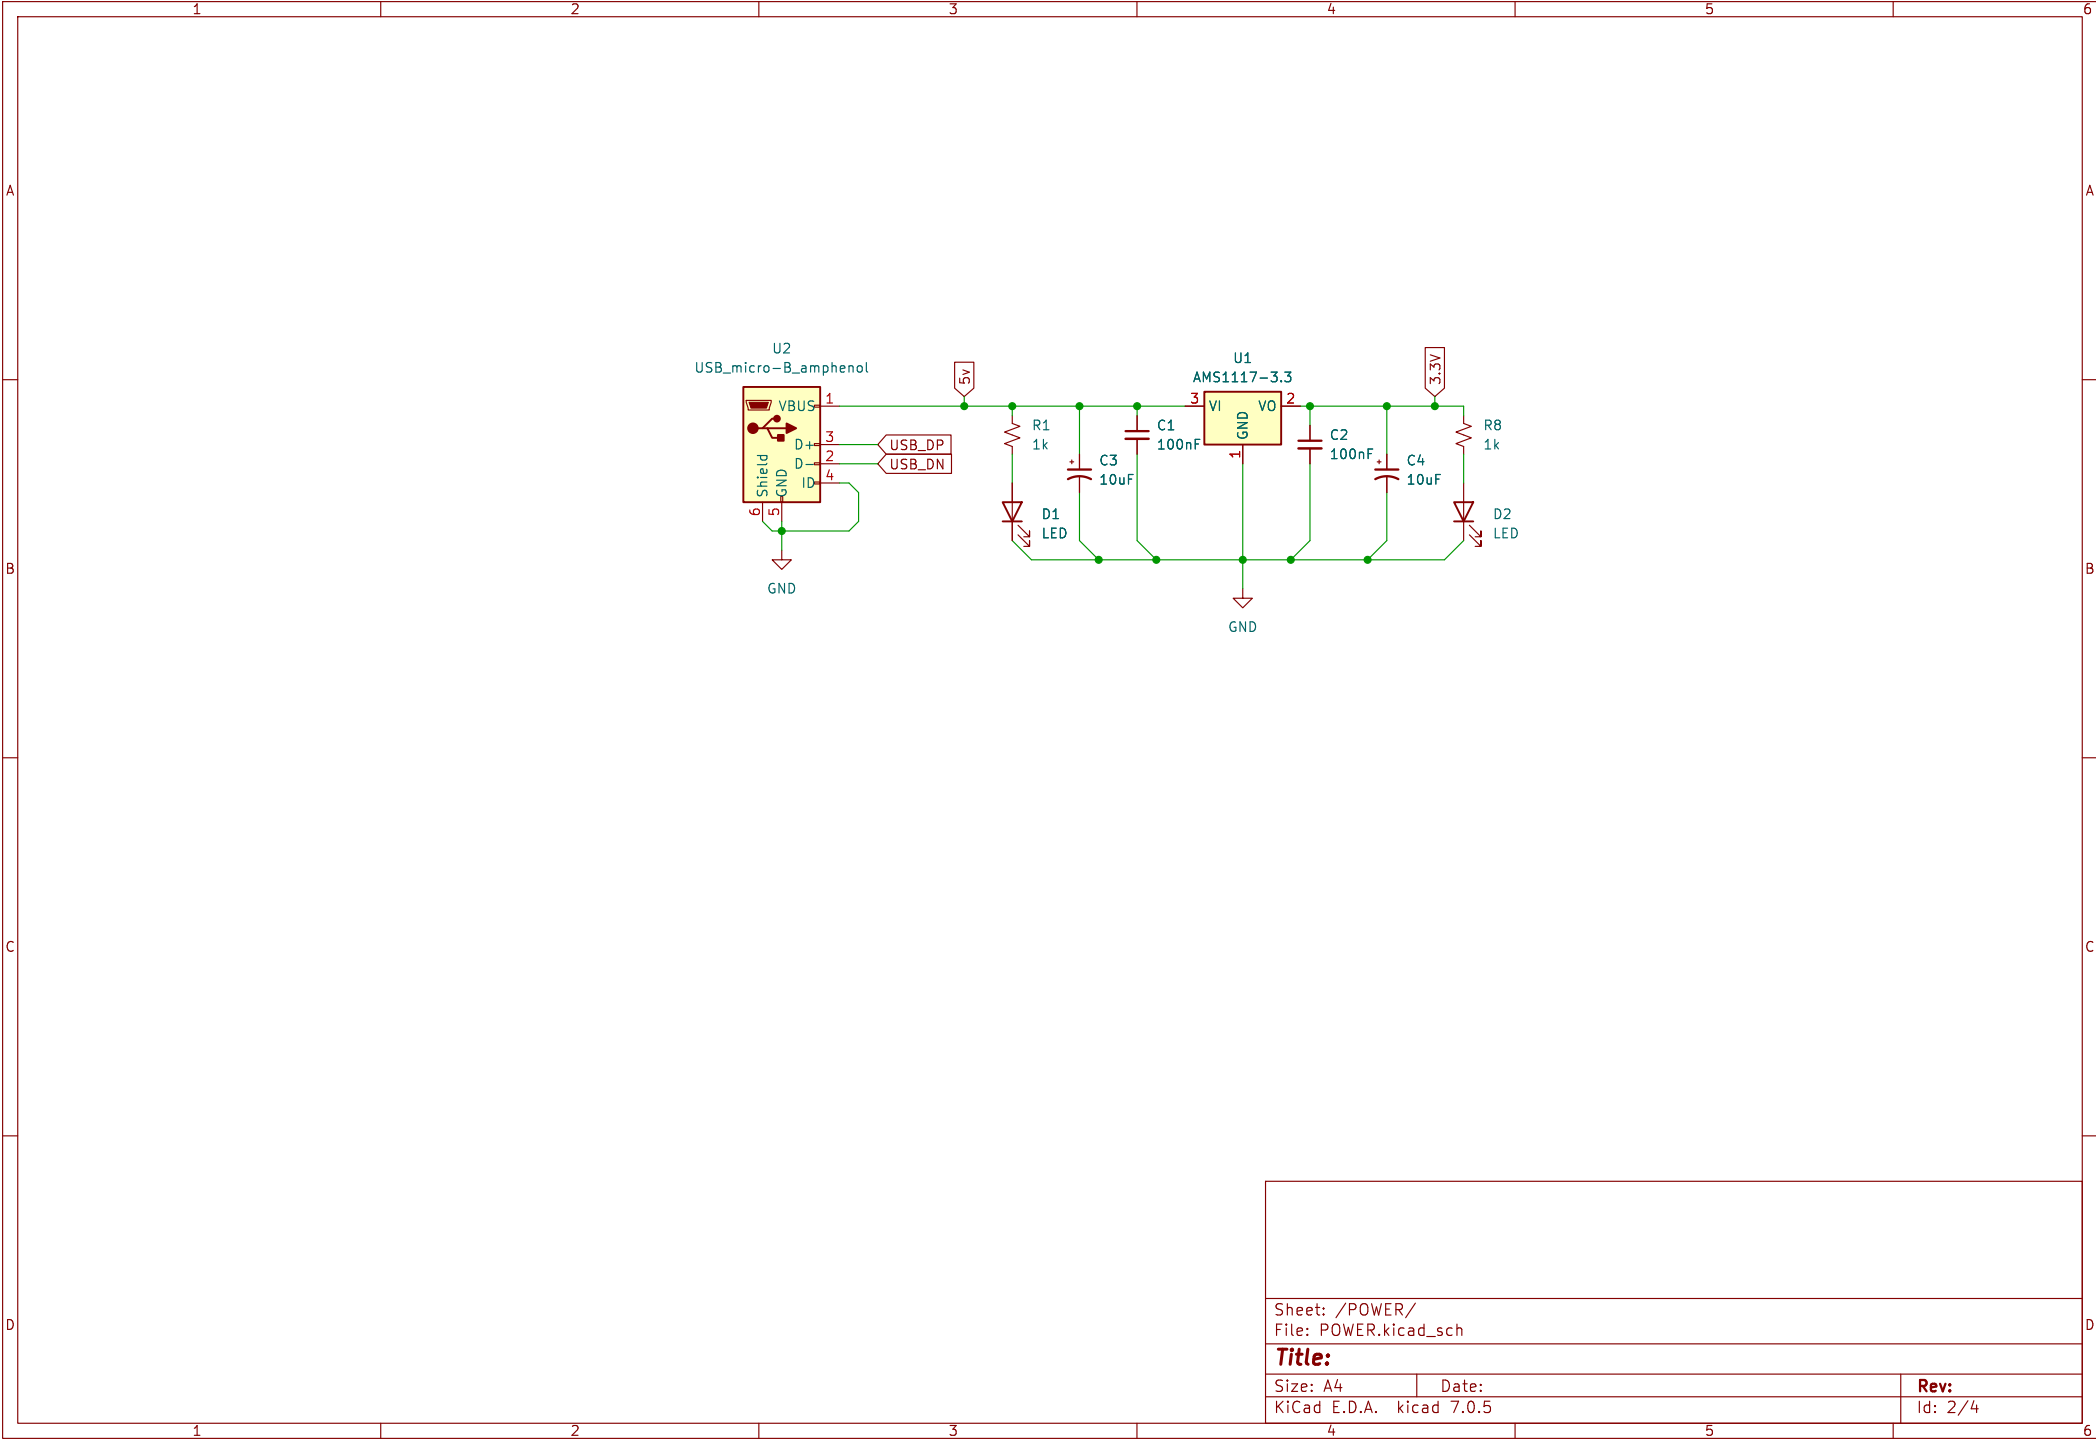 1 2 3 4 5 6
A A
U2
USB_micro-B_amphenol
VBUS 1
D+ 3
D- 2
ID 4
Shield
GND
6 5
GND
USB_DP
USB_DN
5v
R1
1k
C3
10uF
C1
100nF
D1
LED
U1
AMS1117-3.3
3 VI VO 2
GND
1
GND
C2
100nF
C4
10uF
3.3V
R8
1k
D2
LED
B B
C C
D D
Sheet: /POWER/
File: POWER.kicad_sch
Title:
Size: A4 Date: Rev:
KiCad E.D.A. kicad 7.0.5 Id: 2/4
1 2 3 4 5 6